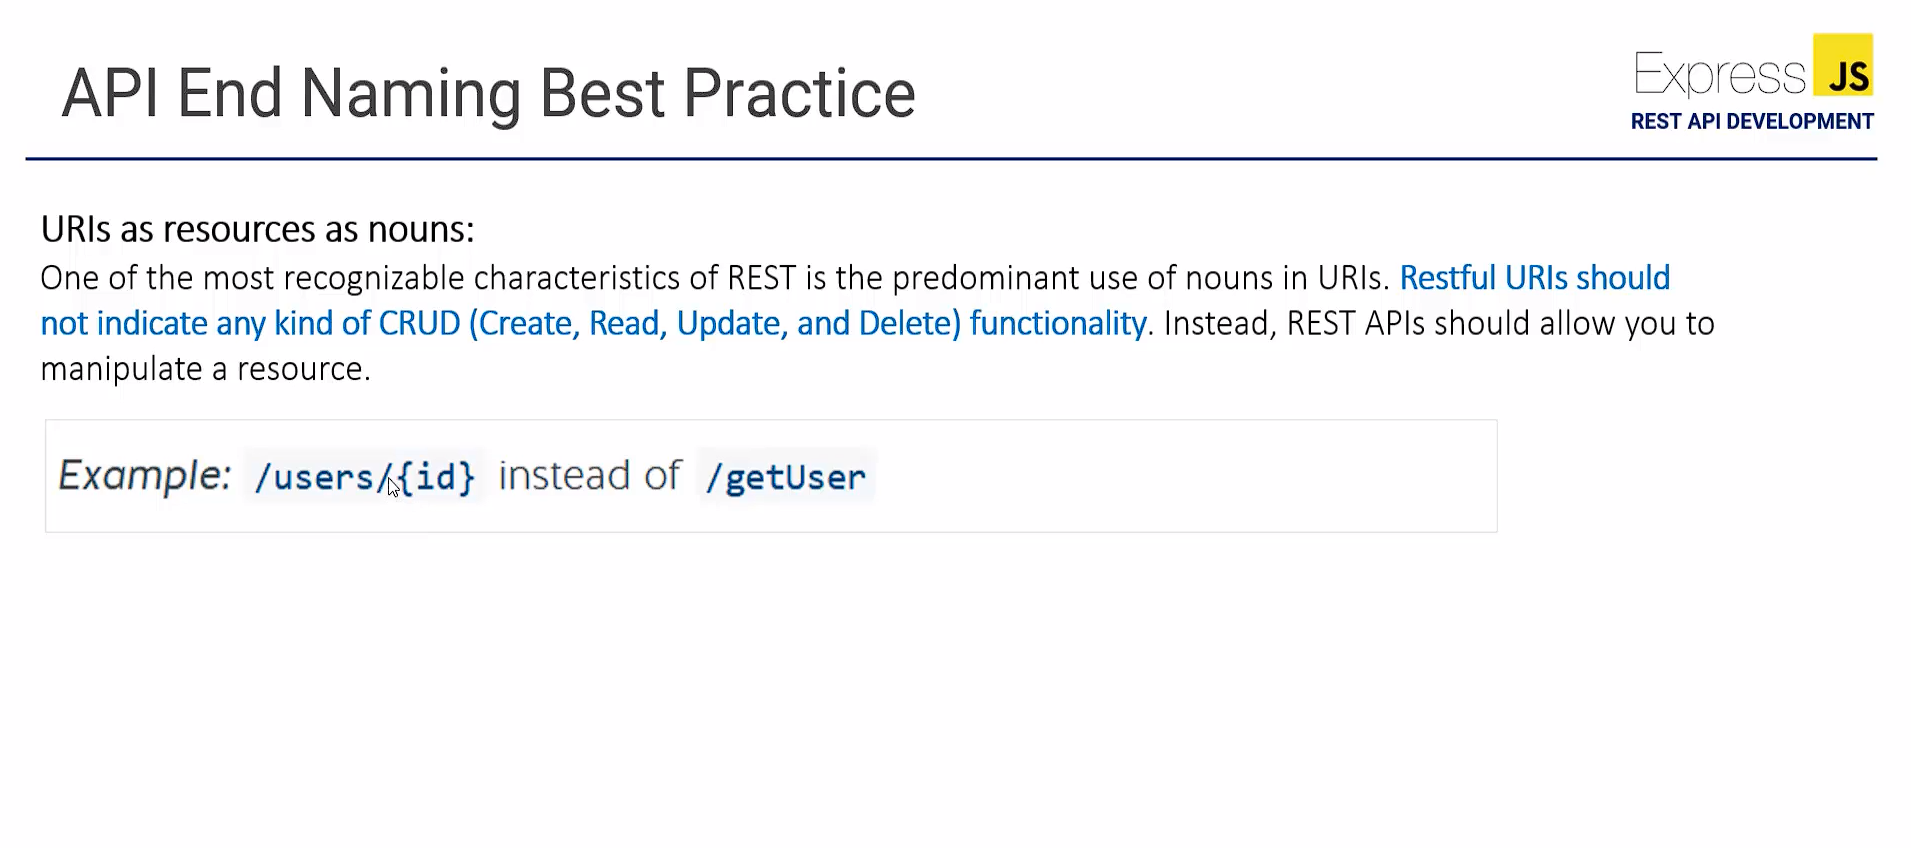 API End Naming Best Practice
Express JS
REST API DEVELOPMENT
URIs as resources as nouns:
One of the most recognizable characteristics of REST is the predominant use of nouns in URIs. Restful URIs should
not indicate any kind of CRUD (Create, Read, Update, and Delete) functionality. Instead, REST APIs should allow you to
manipulate a resource.
Example: /users/{id} instead of /getUser